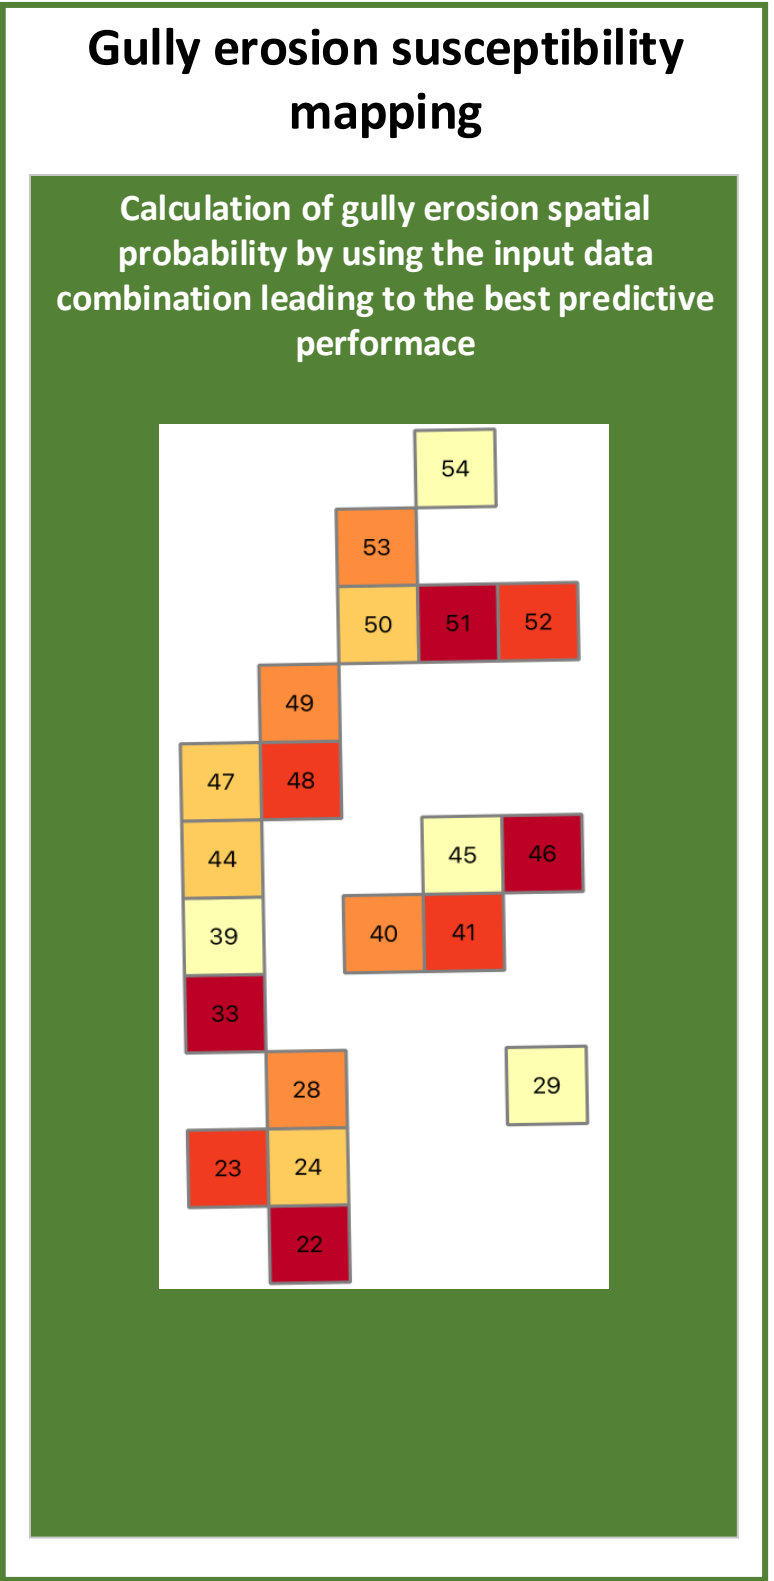 Gully erosion susceptibility
mapping
Calculation of gully erosion spatial
probability by using the input data
combination leading to the best predictive
performace
54
53
50 51 52
49
47 48
44 45 46
39 40 41
33
28 29
23 24
22